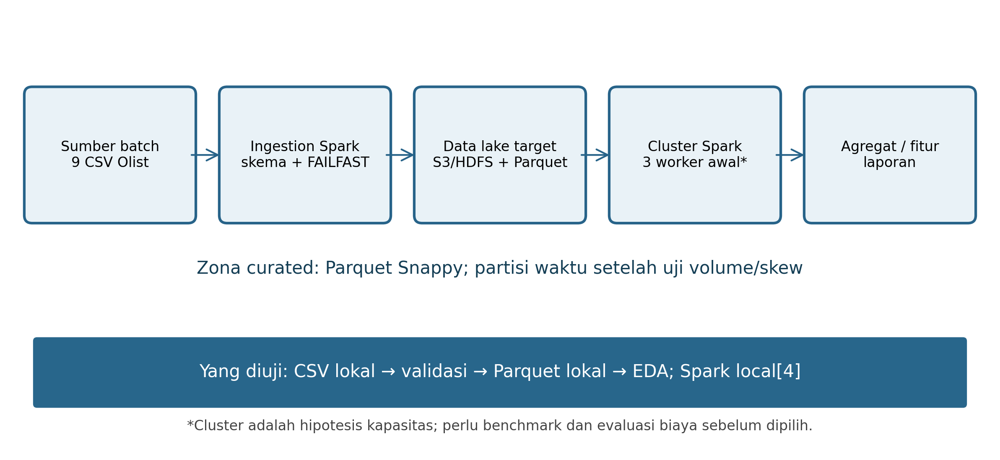 Sumber batch
9 CSV Olist
Ingestion Spark
skema + FAILFAST
Data lake target
S3/HDFS + Parquet
Cluster Spark
3 worker awal*
Agregat / fitur
laporan
Zona curated: Parquet Snappy; partisi waktu setelah uji volume/skew
Yang diuji: CSV lokal → validasi → Parquet lokal → EDA; Spark local[4]
*Cluster adalah hipotesis kapasitas; perlu benchmark dan evaluasi biaya sebelum dipilih.